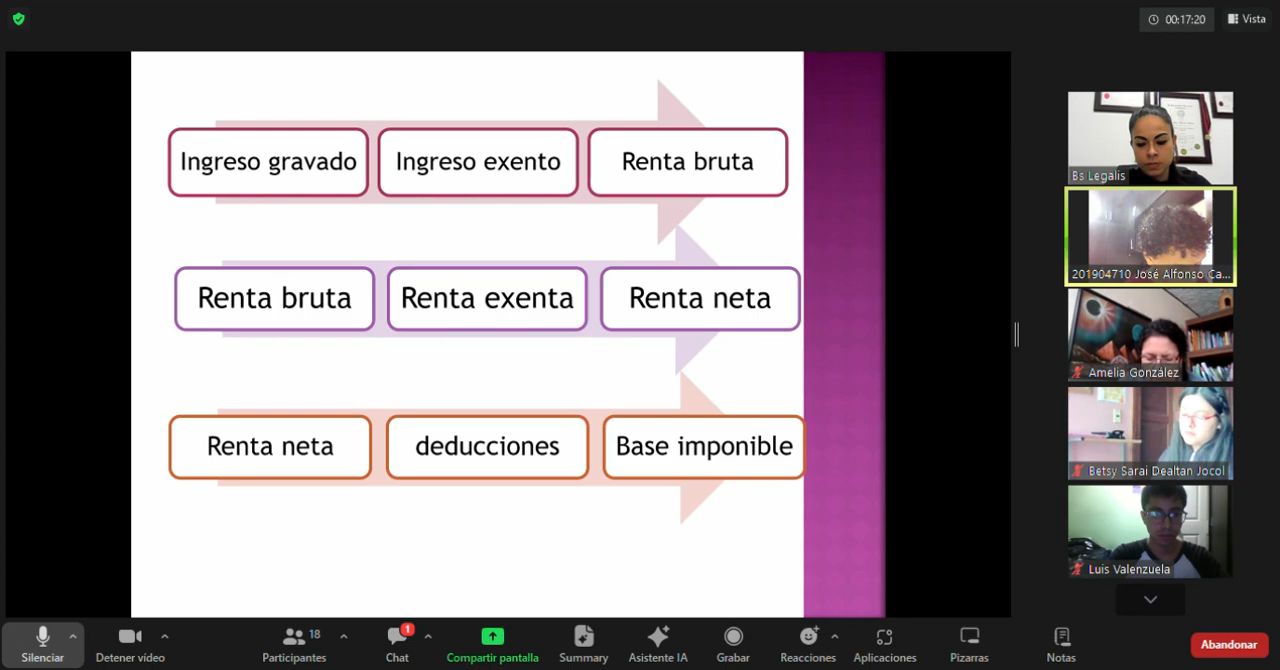 00:17:20
Vista
Ingreso gravado
Ingreso exento
Renta bruta
Renta bruta
Renta exenta
Renta neta
Renta neta
deducciones
Base imponible
Bs Legalis
201904710 José Alfonso Ca...
Amelia González
Betsy Sarai Dealtan Jocol
Luis Valenzuela
Silenciar
Detener vídeo
18
Participantes
1
Chat
Compartir pantalla
Summary
Asistente IA
Grabar
Reacciones
Aplicaciones
Pizarras
Notas
Abandonar